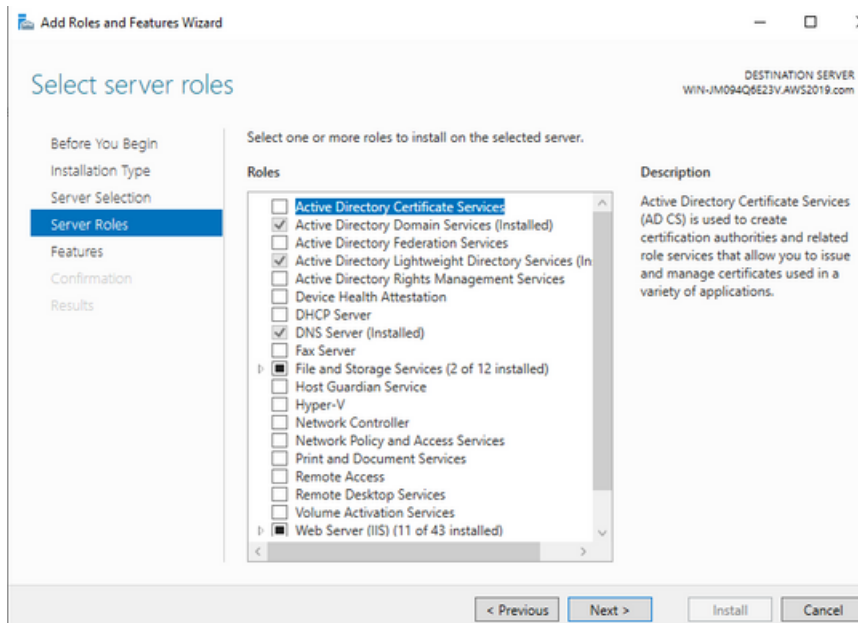 Add Roles and Features Wizard
Select server roles
DESTINATION SERVER
WIN-JM094Q6E23V.AWS2019.com
Before You Begin
Installation Type
Server Selection
Server Roles
Features
Confirmation
Results
Select one or more roles to install on the selected server.
Roles
Active Directory Certificate Services
Active Directory Domain Services (Installed)
Active Directory Federation Services
Active Directory Lightweight Directory Services (In
Active Directory Rights Management Services
Device Health Attestation
DHCP Server
DNS Server (Installed)
Fax Server
File and Storage Services (2 of 12 installed)
Host Guardian Service
Hyper-V
Network Controller
Network Policy and Access Services
Print and Document Services
Remote Access
Remote Desktop Services
Volume Activation Services
Web Server (IIS) (11 of 43 installed)
Description
Active Directory Certificate Services
(AD CS) is used to create
certification authorities and related
role services that allow you to issue
and manage certificates used in a
variety of applications.
< Previous
Next >
Install
Cancel